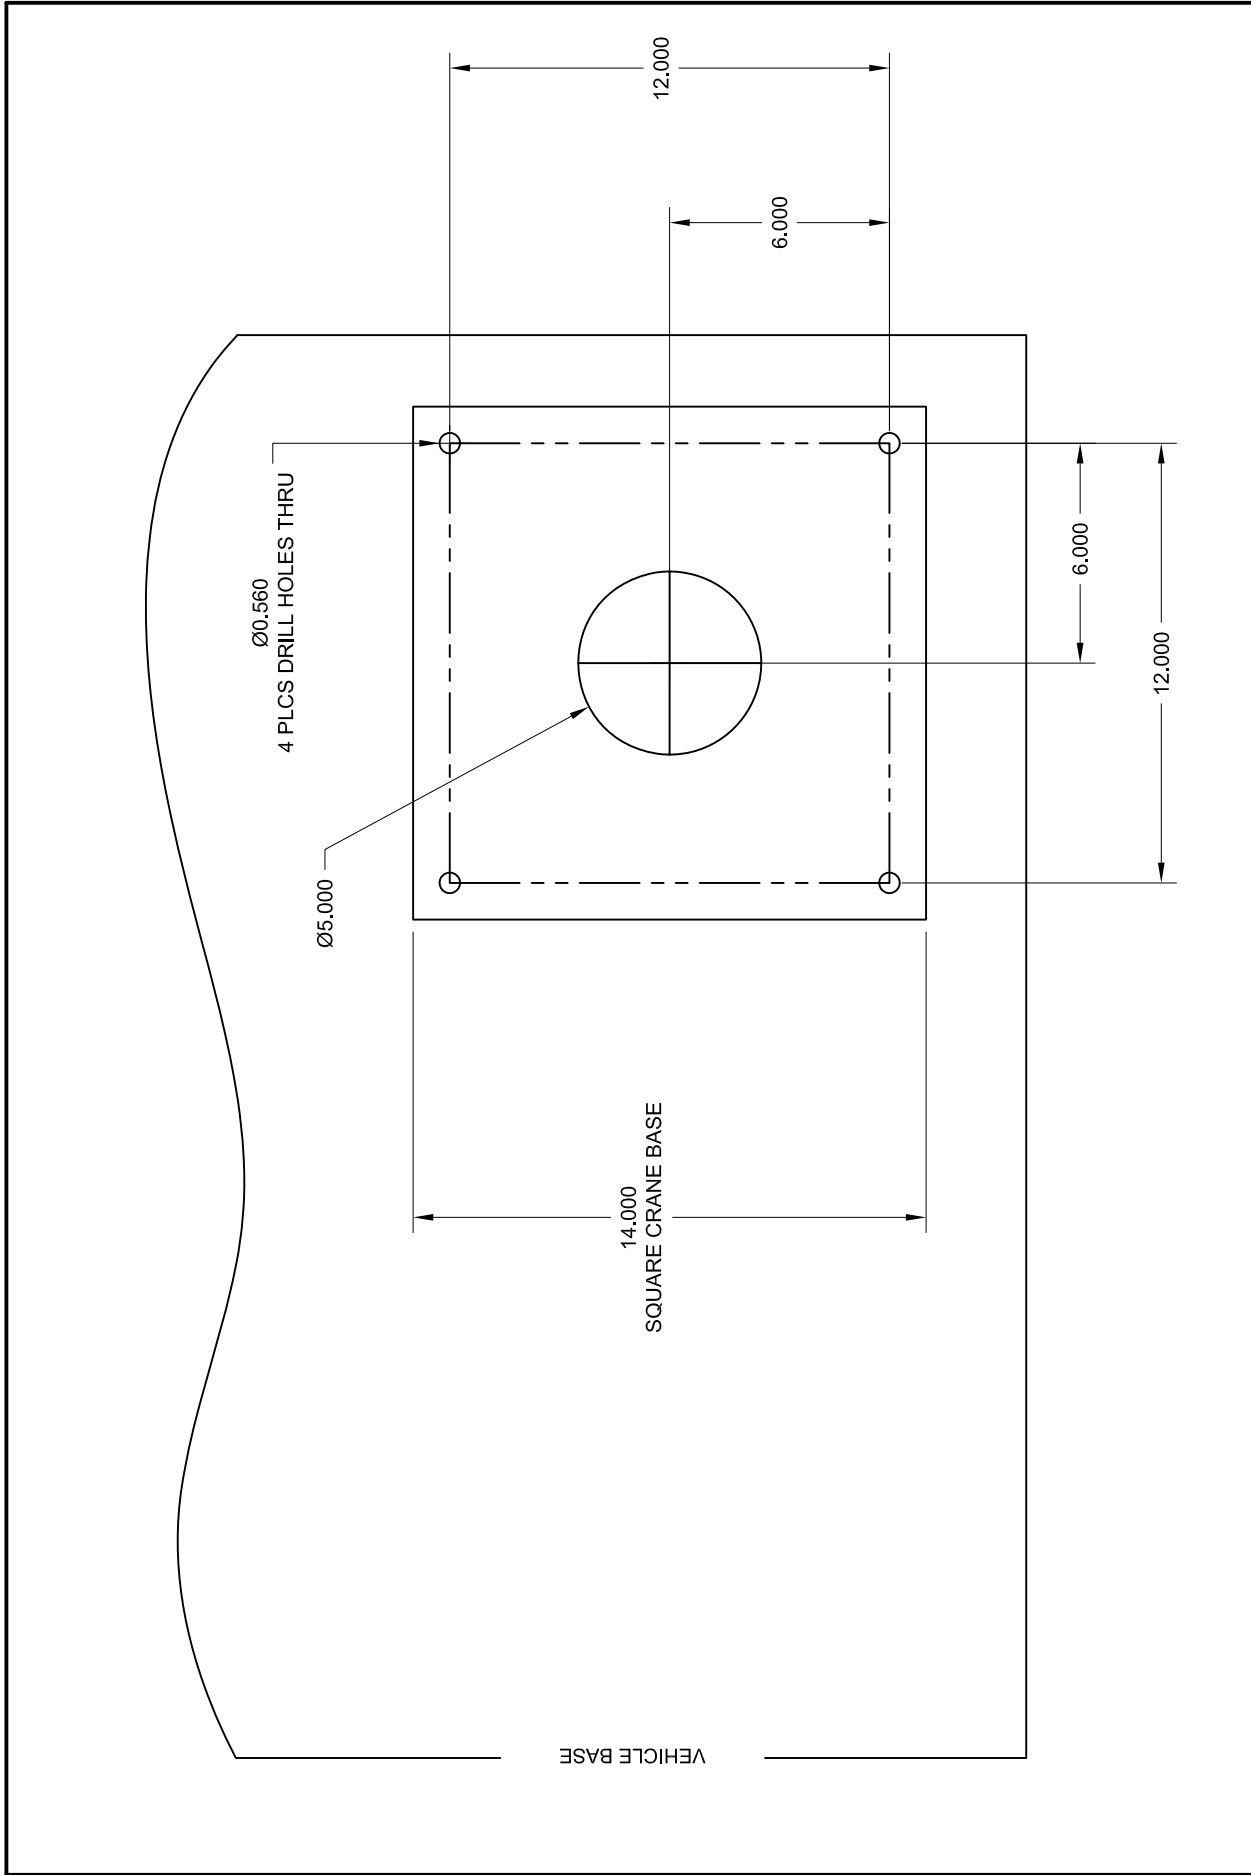 12.000
6.000
Ø0.560
4 PLCS DRILL HOLES THRU
Ø5.000
6.000
12.000
14.000
SQUARE CRANE BASE
VEHICLE BASE